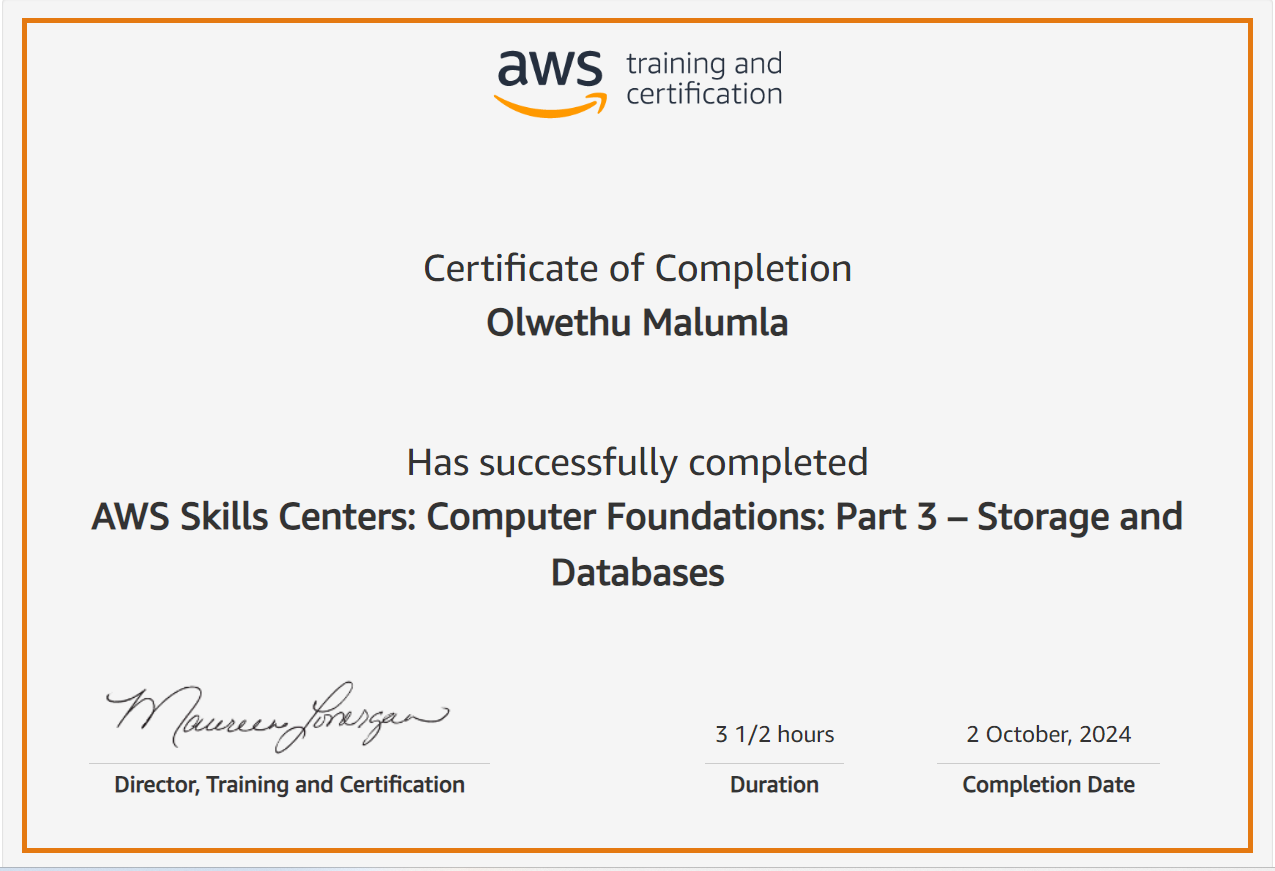 aws training and
certification
Certificate of Completion
Olwethu Malumla
Has successfully completed
AWS Skills Centers: Computer Foundations: Part 3 – Storage and
Databases
Maureen Lonergan
3 1/2 hours
2 October, 2024
Director, Training and Certification
Duration
Completion Date